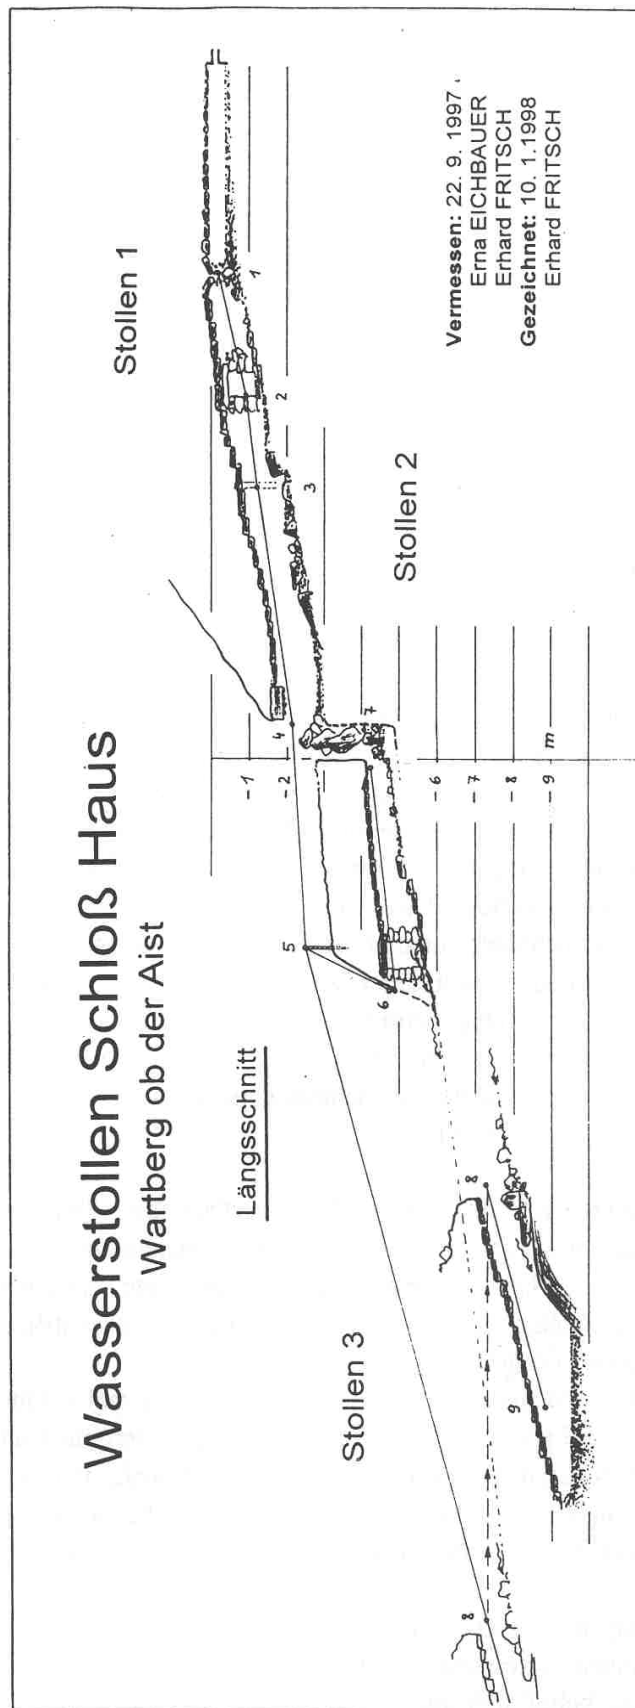 Wasserstollen Schloß Haus
Wartberg ob der Aist
Längsschnitt
Stollen 1
Stollen 2
Stollen 3
Vermessen: 22. 9. 1997
Erna EICHBAUER
Erhard FRITSCH
Gezeichnet: 10. 1.1998
Erhard FRITSCH
1
2
3
4
5
6
7
8
8
9
-1
-2
-6
-7
-8
-9 m